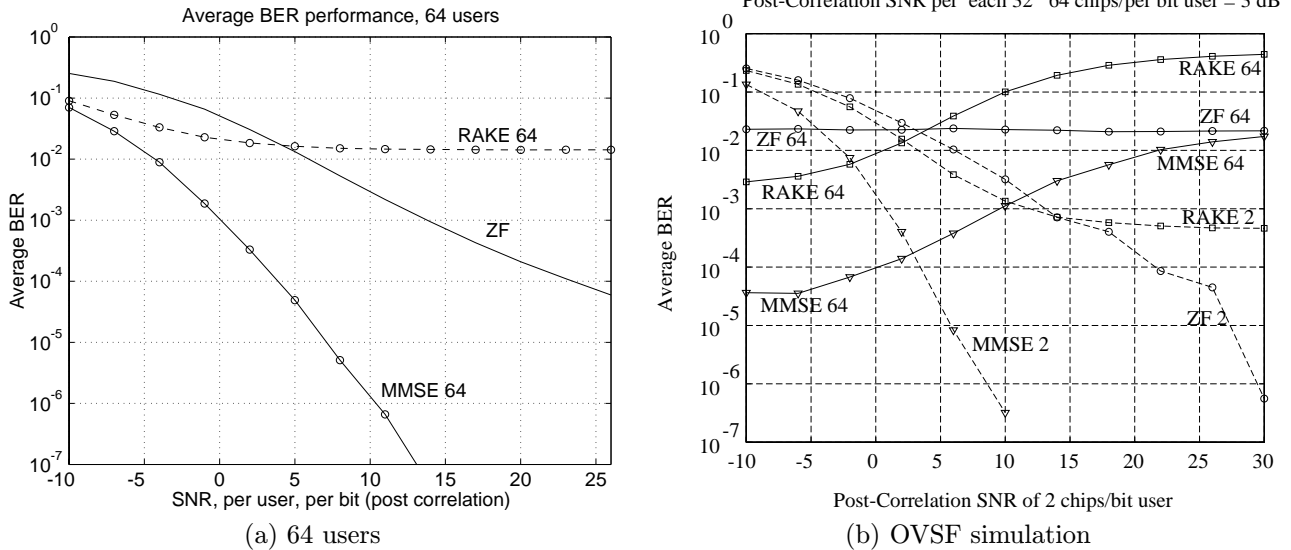 Average BER performance, 64 users
10^0
10^-1
10^-2
10^-3
10^-4
10^-5
10^-6
10^-7
Average BER
RAKE 64
ZF
MMSE 64
-10 -5 0 5 10 15 20 25
SNR, per user, per bit (post correlation)
(a) 64 users
Post-Correlation SNR per each 32 64 chips/per bit user = 5 dB
0
10^0
10^-1
10^-2
10^-3
10^-4
10^-5
10^-6
10^-7
Average BER
RAKE 64
ZF 64
ZF 64
MMSE 64
RAKE 64
RAKE 2
MMSE 64
ZF 2
MMSE 2
-10 -5 0 5 10 15 20 25 30
Post-Correlation SNR of 2 chips/bit user
(b) OVSF simulation